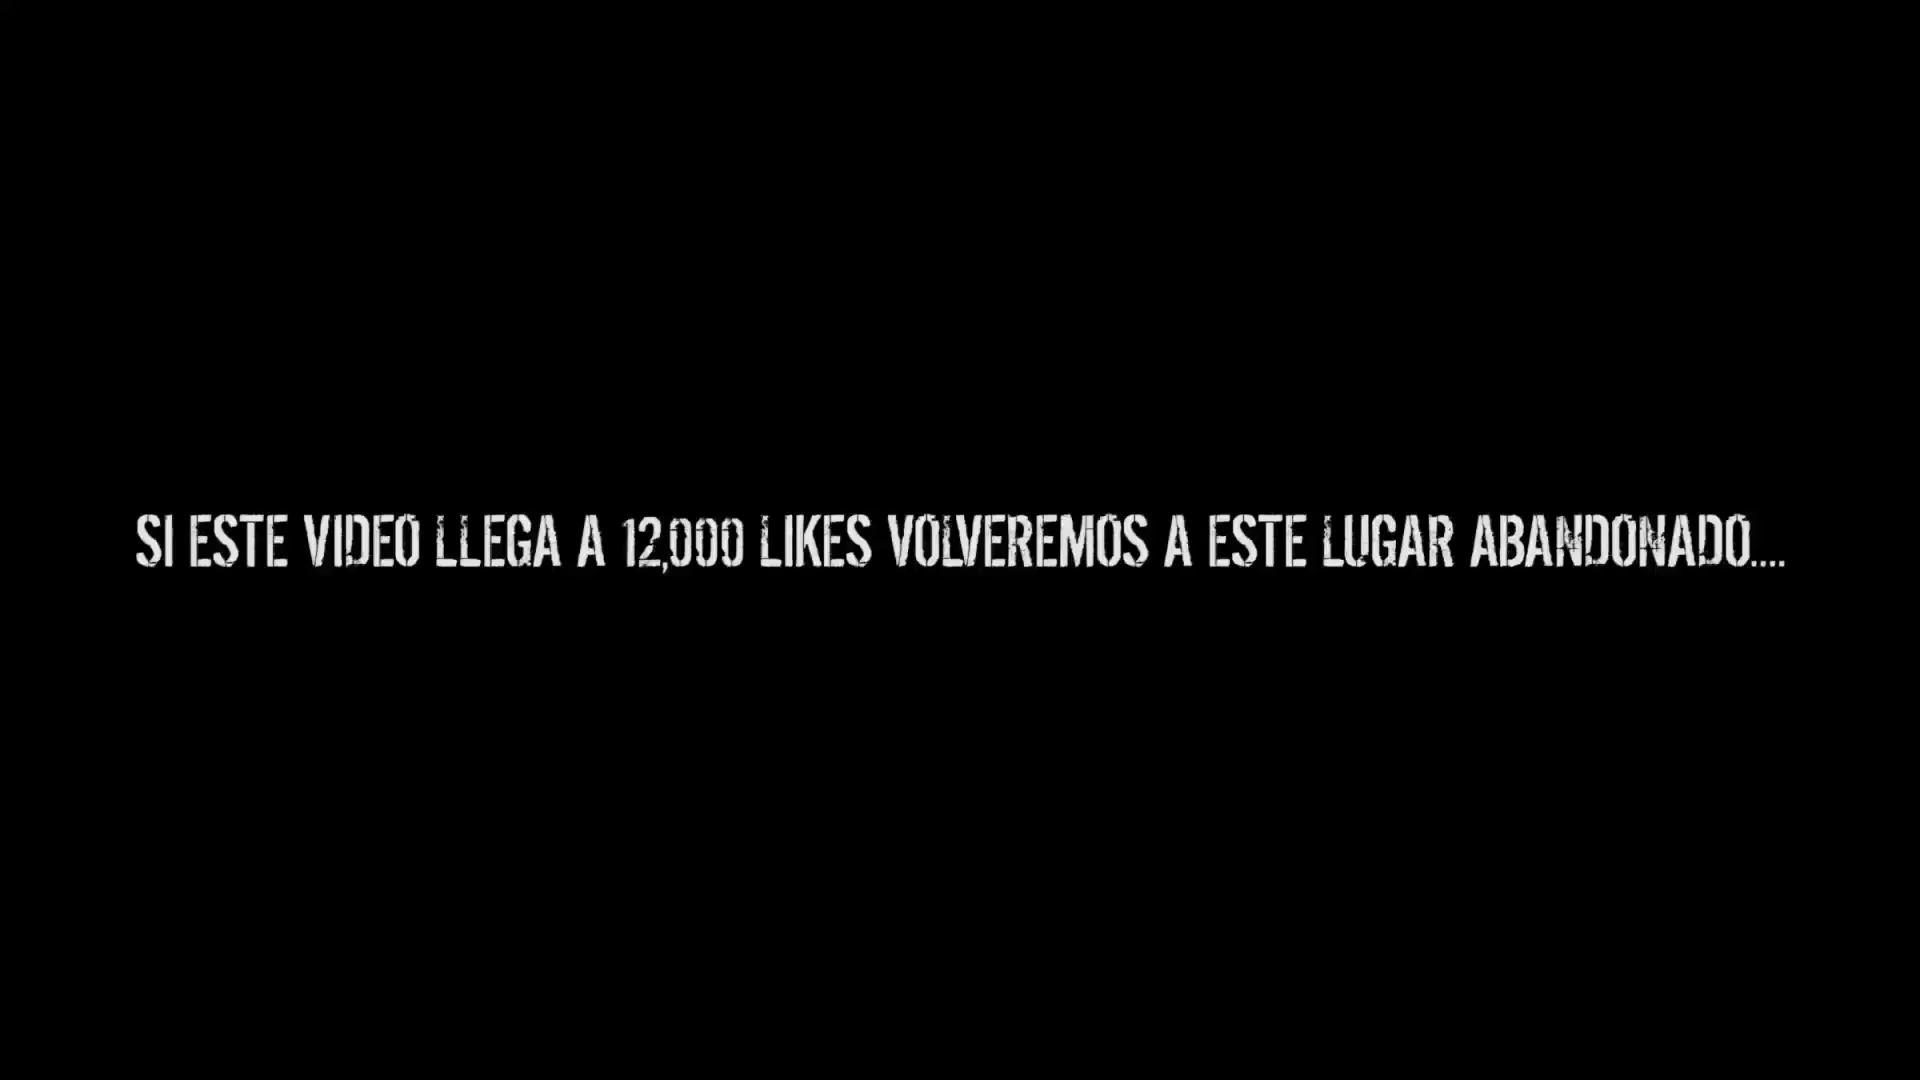 SI ESTE VIDEO LLEGA A 12,000 LIKES VOLVEREMOS A ESTE LUGAR ABANDONADO....